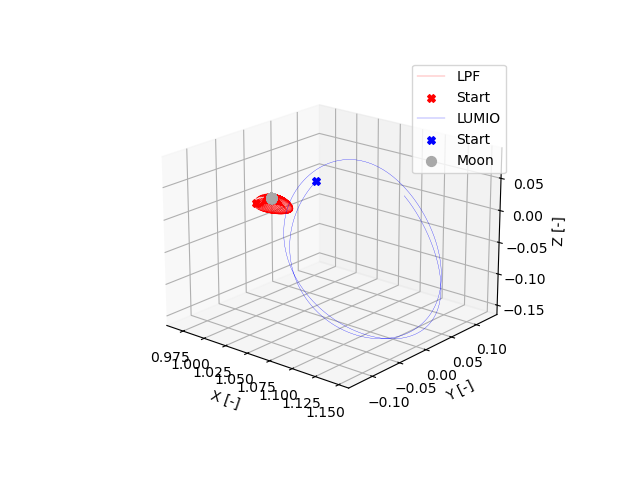 LPF
Start
LUMIO
Start
Moon
0.05
0.00
−0.05
−0.10
−0.15
Z [-]
0.10
0.05
0.00
−0.05
−0.10
Y [-]
0.975
1.000
1.025
1.050
1.075
1.100
1.125
1.150
X [-]